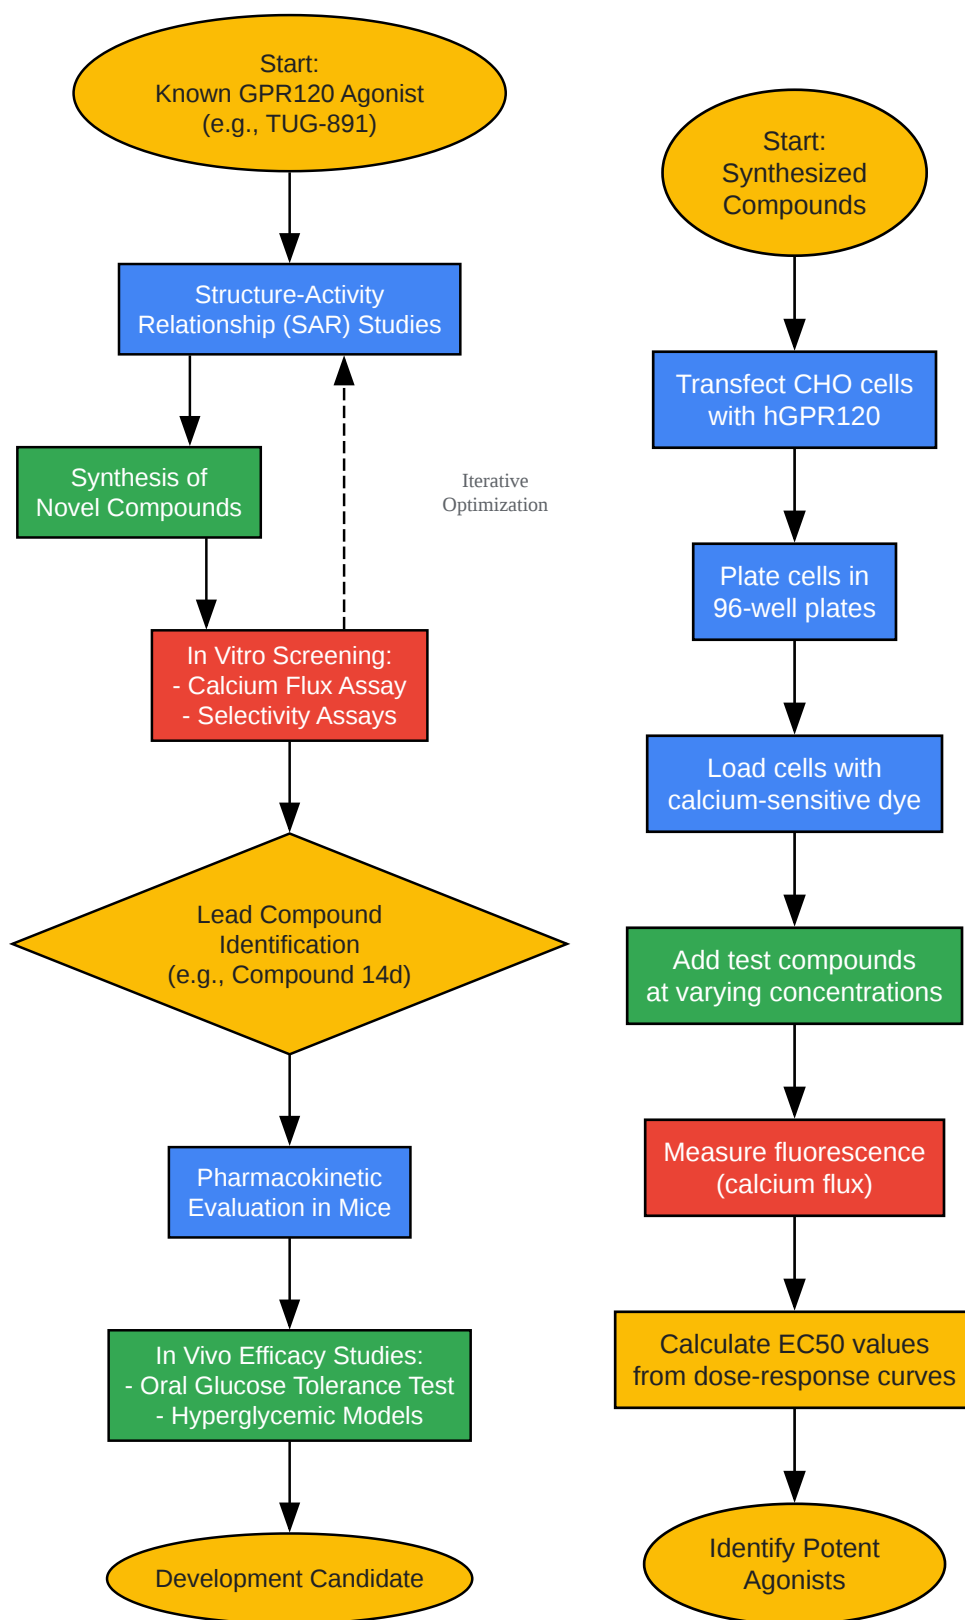 Start:
Known GPR120 Agonist
(e.g., TUG-891)
Structure-Activity
Relationship (SAR) Studies
Synthesis of
Novel Compounds
Iterative
Optimization
In Vitro Screening:
- Calcium Flux Assay
- Selectivity Assays
Lead Compound
Identification
(e.g., Compound 14d)
Pharmacokinetic
Evaluation in Mice
In Vivo Efficacy Studies:
- Oral Glucose Tolerance Test
- Hyperglycemic Models
Development Candidate
Start:
Synthesized
Compounds
Transfect CHO cells
with hGPR120
Plate cells in
96-well plates
Load cells with
calcium-sensitive dye
Add test compounds
at varying concentrations
Measure fluorescence
(calcium flux)
Calculate EC50 values
from dose-response curves
Identify Potent
Agonists